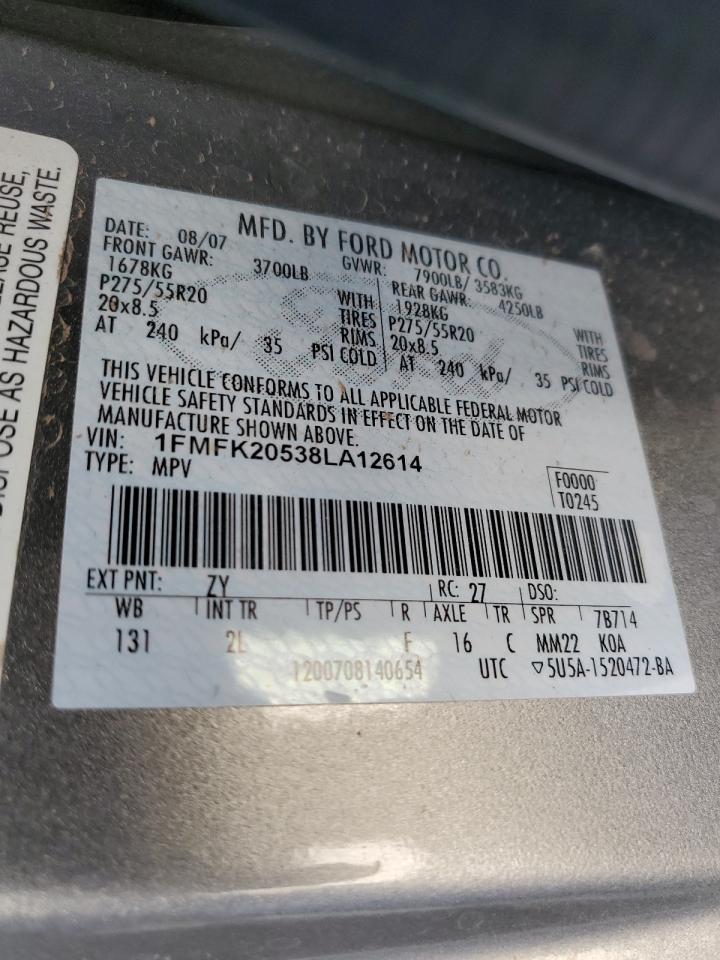 EASE REUSE,
DISPOSE AS HAZARDOUS WASTE.
MFD. BY FORD MOTOR CO.
DATE: 08/07 GVWR: 7900LB/ 3583KG
FRONT GAWR: 3700LB REAR GAWR: 4250LB
1678KG WITH 1928KG WITH
P275/55R20 TIRES P275/55R20 TIRES
20x8.5 RIMS 20x8.5 RIMS
AT 240 kPa/ 35 PSI COLD AT 240 kPa/ 35 PSI COLD
THIS VEHICLE CONFORMS TO ALL APPLICABLE FEDERAL MOTOR
VEHICLE SAFETY STANDARDS IN EFFECT ON THE DATE OF
MANUFACTURE SHOWN ABOVE.
VIN: 1FMFK20538LA12614
TYPE: MPV
F0000
T0245
EXT PNT: ZY RC: 27 DSO:
WB INT TR TP/PS R AXLE TR SPR 7B714
131 2L F 16 C MM22 KOA
1200708140654 UTC ▽5U5A-1520472-BA